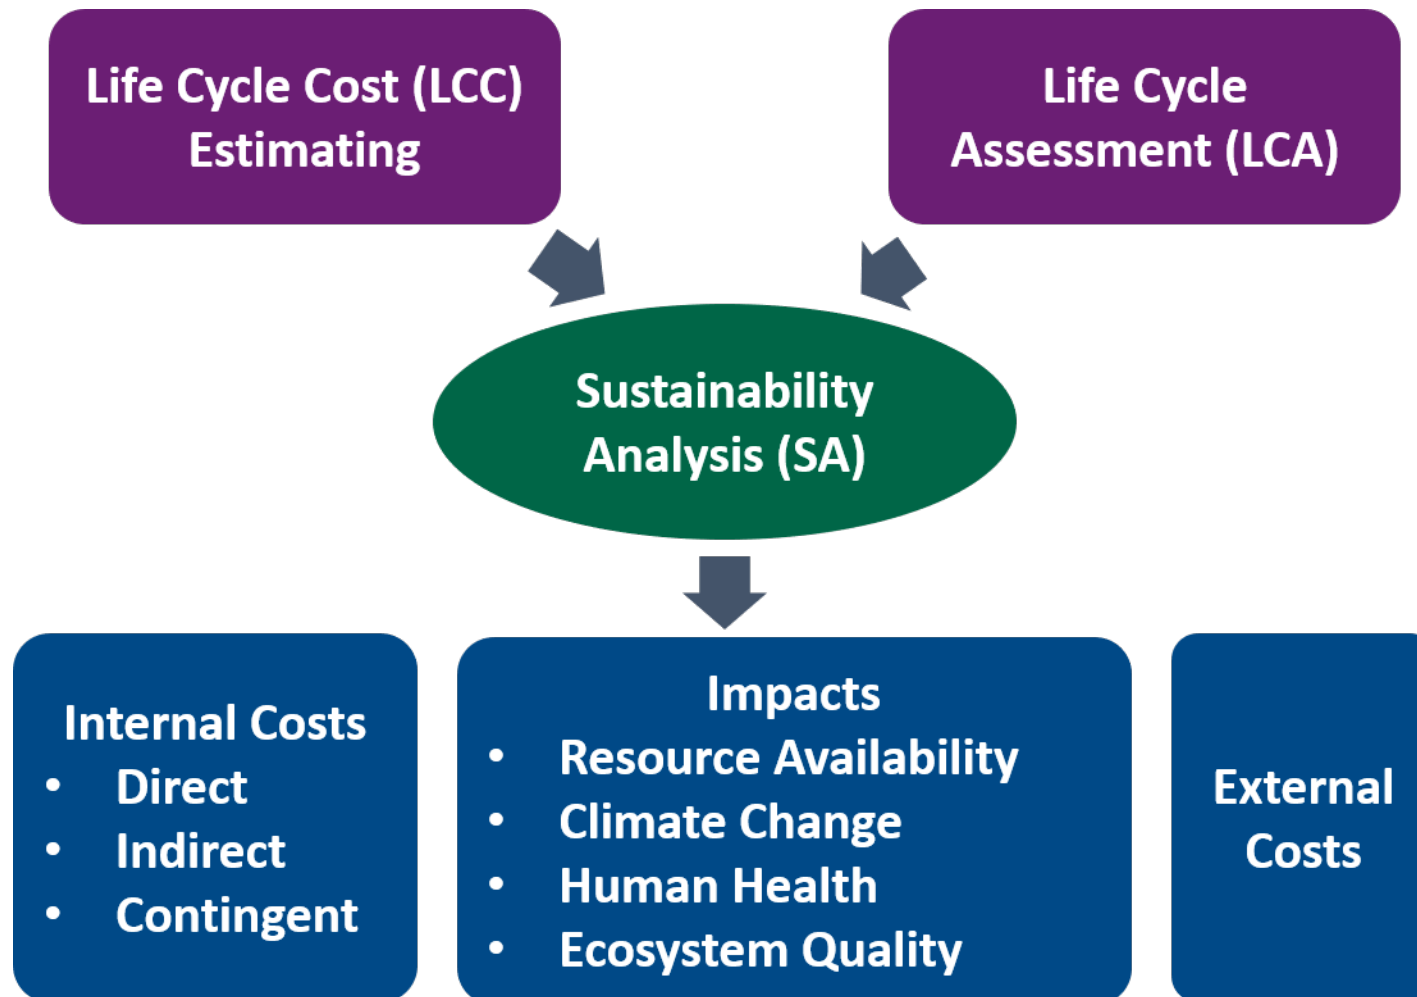 Life Cycle Cost (LCC)
Estimating
Life Cycle
Assessment (LCA)
Sustainability
Analysis (SA)
Internal Costs
• Direct
• Indirect
• Contingent
Impacts
• Resource Availability
• Climate Change
• Human Health
• Ecosystem Quality
External
Costs